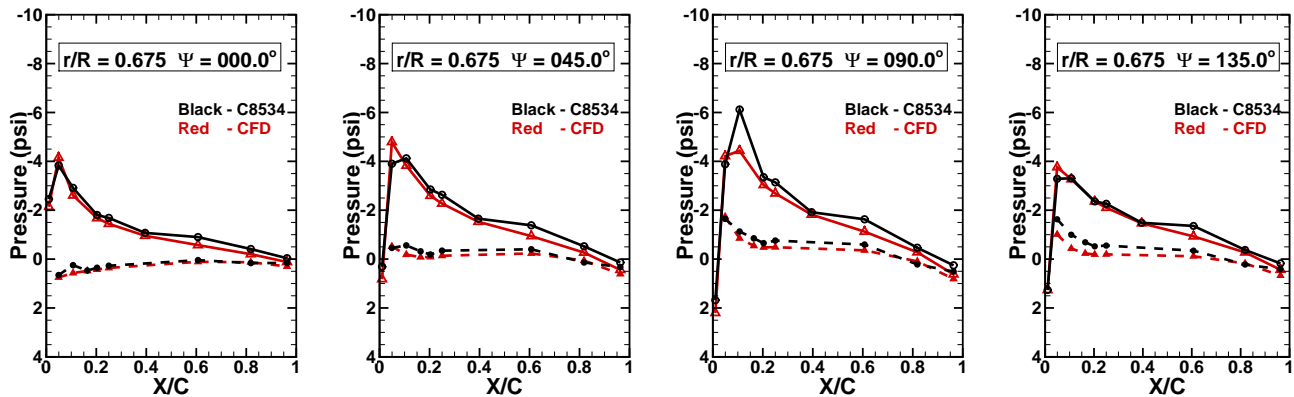 -10
-8
-6
-4
-2
0
2
4
Pressure (psi)
r/R = 0.675 Ψ = 000.0°
Black - C8534
Red - CFD
0 0.2 0.4 0.6 0.8 1
X/C
-10
-8
-6
-4
-2
0
2
4
Pressure (psi)
r/R = 0.675 Ψ = 045.0°
Black - C8534
Red - CFD
0 0.2 0.4 0.6 0.8 1
X/C
-10
-8
-6
-4
-2
0
2
4
Pressure (psi)
r/R = 0.675 Ψ = 090.0°
Black - C8534
Red - CFD
0 0.2 0.4 0.6 0.8 1
X/C
-10
-8
-6
-4
-2
0
2
4
Pressure (psi)
r/R = 0.675 Ψ = 135.0°
Black - C8534
Red - CFD
0 0.2 0.4 0.6 0.8 1
X/C